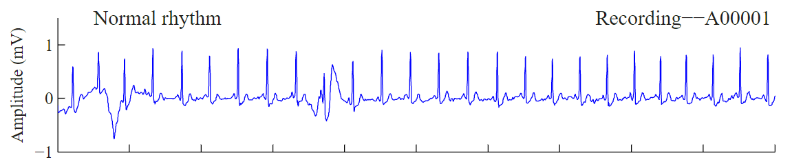 Normal rhythm
Recording−−A00001
Amplitude (mV)
1
0
−1